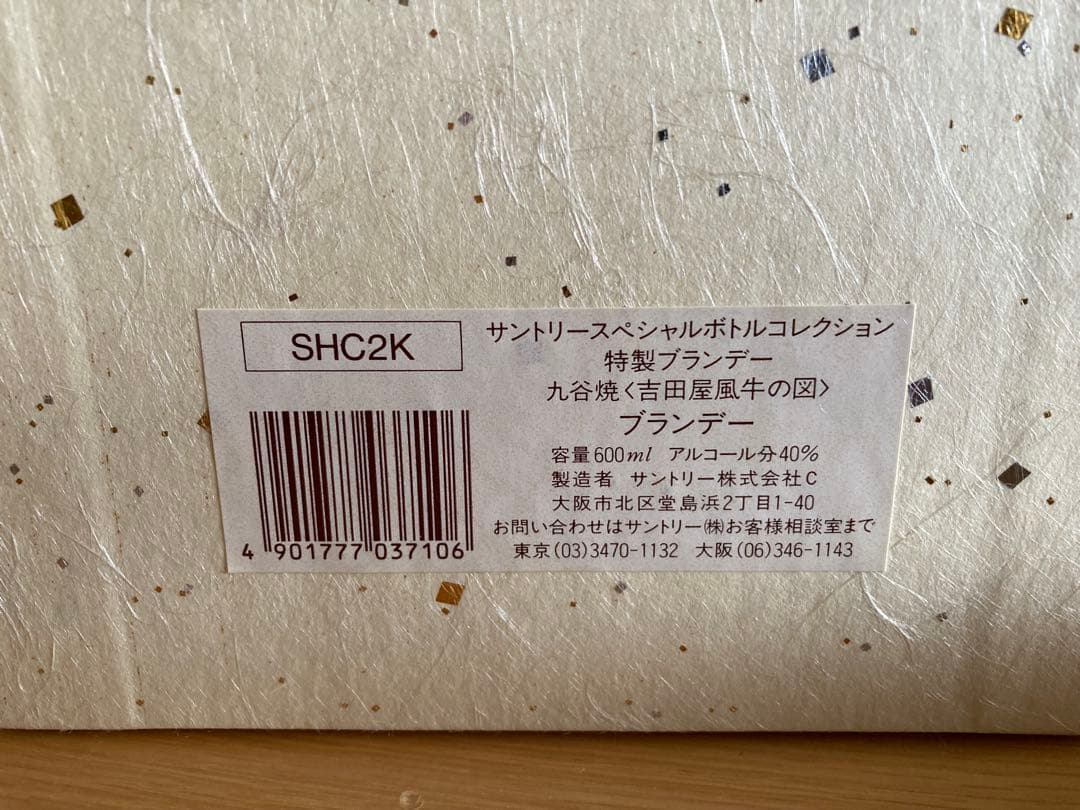 SHC2K
サントリースペシャルボトルコレクション
特製ブランデー
九谷焼〈吉田屋風牛の図〉
ブランデー
容量600ml アルコール分40%
製造者 サントリー株式会社C
大阪市北区堂島浜2丁目1-40
お問い合わせはサントリー㈱お客様相談室まで
東京(03)3470-1132 大阪(06)346-1143
4 901777 037106